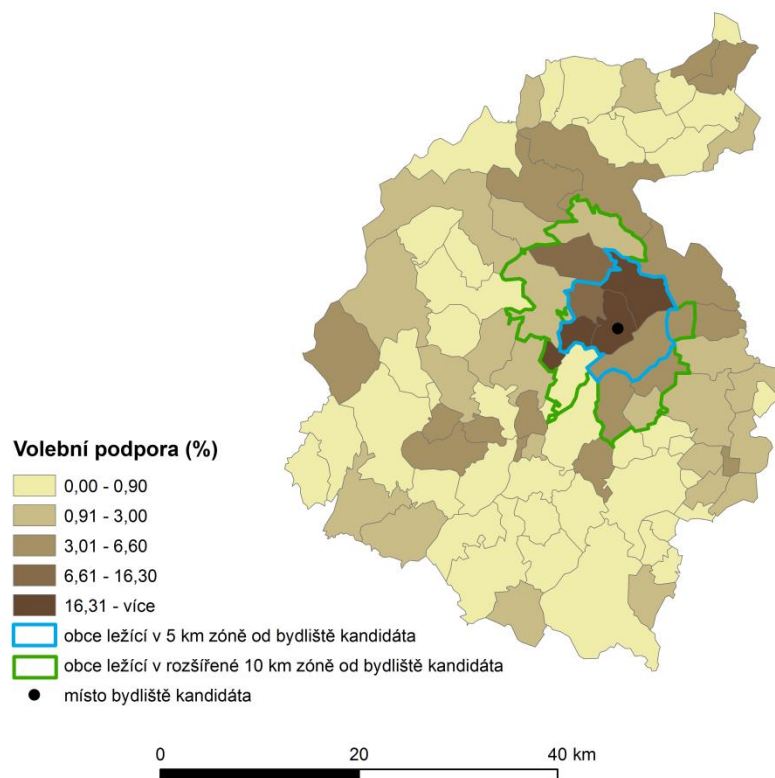 Volební podpora (%)
0,00 - 0,90
0,91 - 3,00
3,01 - 6,60
6,61 - 16,30
16,31 - více
obce ležící v 5 km zóně od bydliště kandidáta
obce ležící v rozšířené 10 km zóně od bydliště kandidáta
místo bydliště kandidáta
0 20 40 km